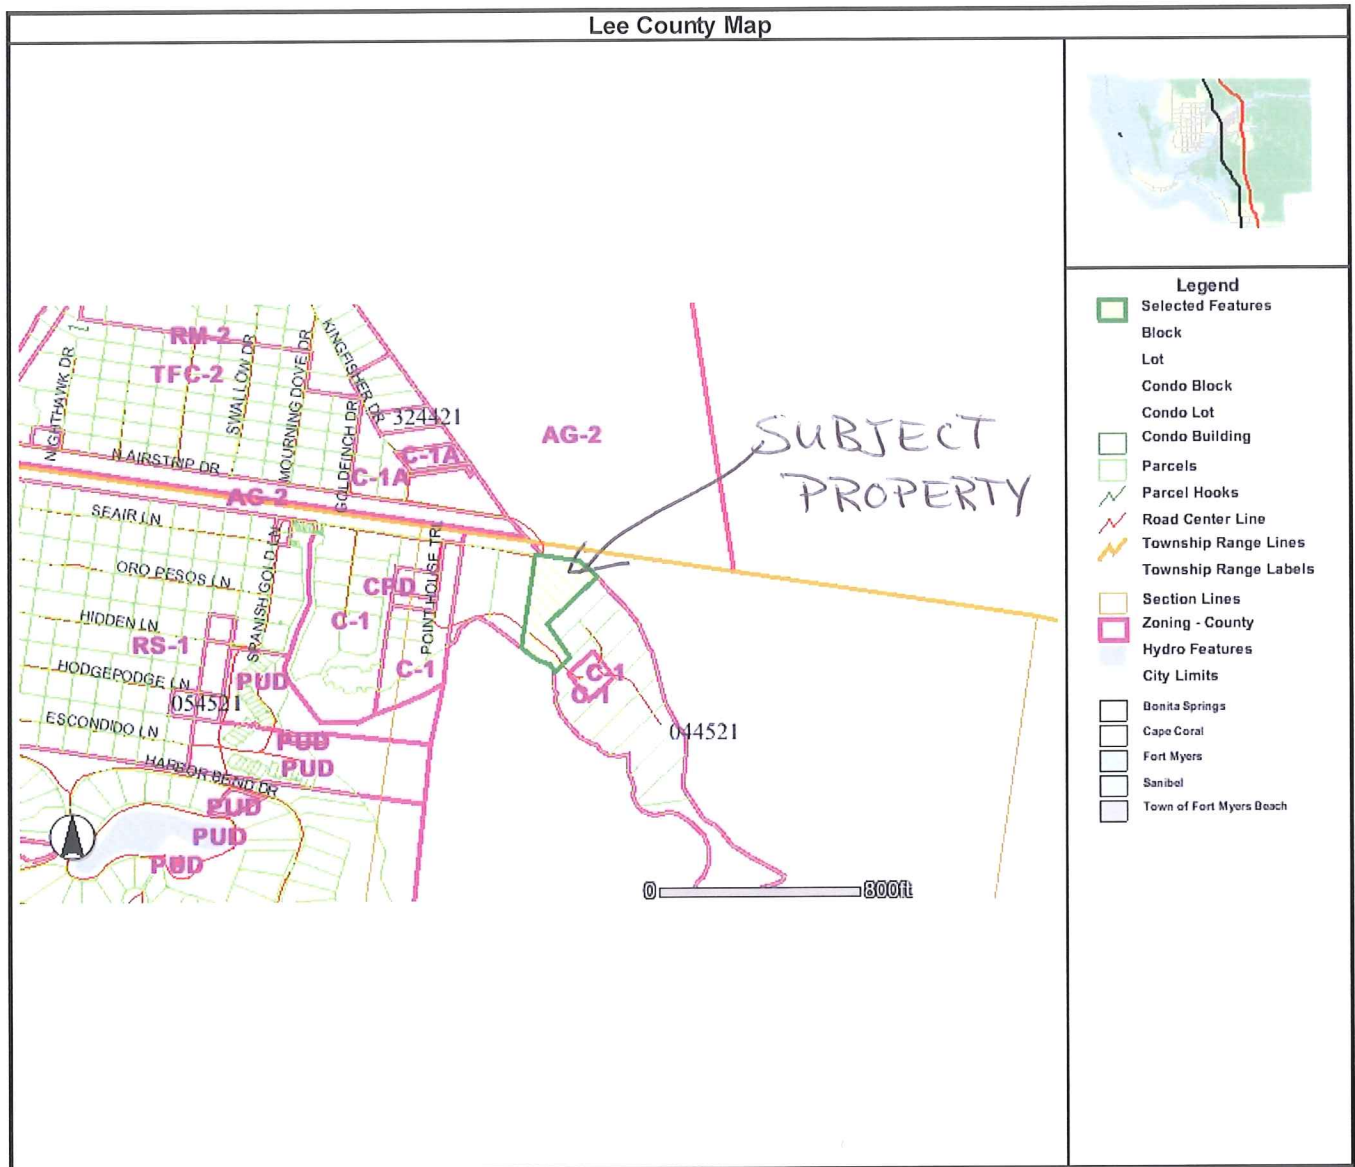 Lee County Map
RM-2
TFC-2
NIGHTHAWK DR
SWALLOW DR
MOURNING DOVE DR
KINGFISHER DR
GOLDFINCH DR
324421
C-1A
C-1A
AG-2
SUBJECT
PROPERTY
N AIRSTRIP DR
AG-2
SEAIR LN
ORO PESOS LN
SPANISH GOLD LN
CPD
POINT HOUSE TRL
HIDDEN LN
C-1
RS-1
HODGEPODGE LN
PUD
C-1
C-1
C-1
054521
ESCONDIDO LN
044521
PUD
PUD
HARBOR BEND DR
PUD
PUD
PUD
0
800ft
Legend
Selected Features
Block
Lot
Condo Block
Condo Lot
Condo Building
Parcels
Parcel Hooks
Road Center Line
Township Range Lines
Township Range Labels
Section Lines
Zoning - County
Hydro Features
City Limits
Bonita Springs
Cape Coral
Fort Myers
Sanibel
Town of Fort Myers Beach